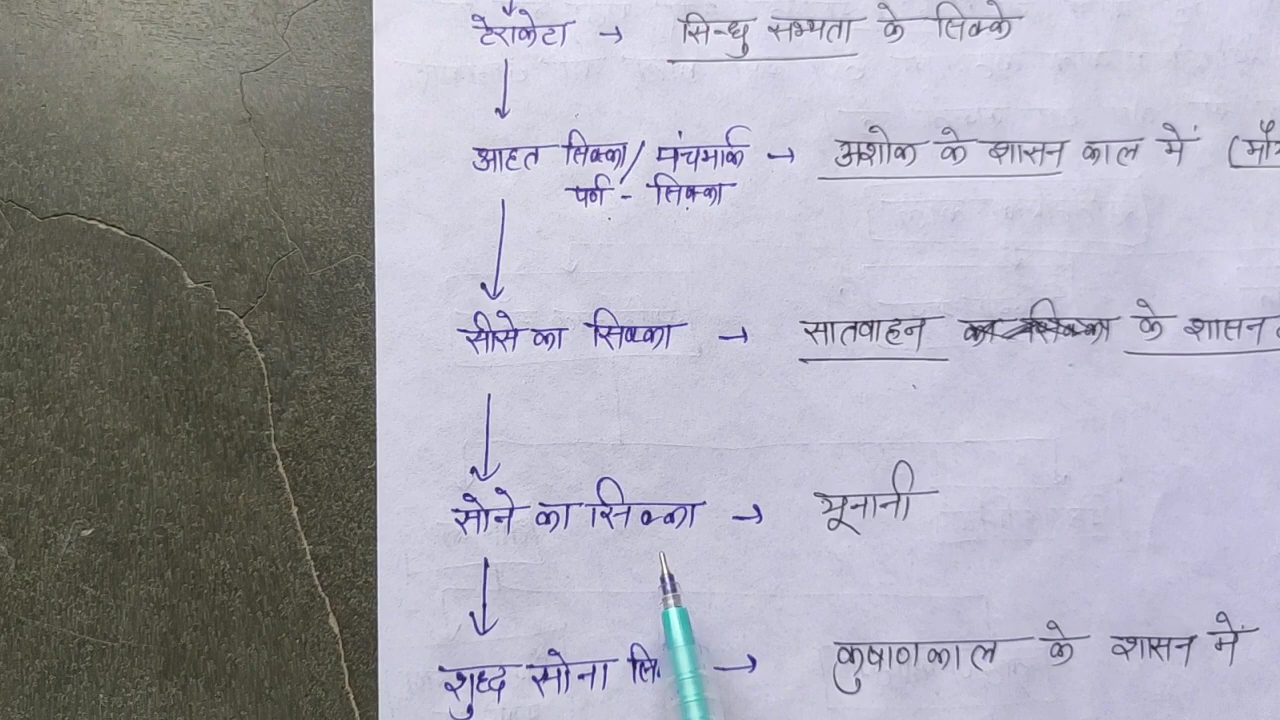 टेराकोटा → सिन्धु सभ्यता के सिक्के
आहत सिक्का/ पंचमार्क → अशोक के शासन काल में (मौ
पर्ण - सिक्का
सीसे का सिक्का → सातवाहन के शासन
सोने का सिक्का → यूनानी
शुध्द सोना सि → कुषाणकाल के शासन में